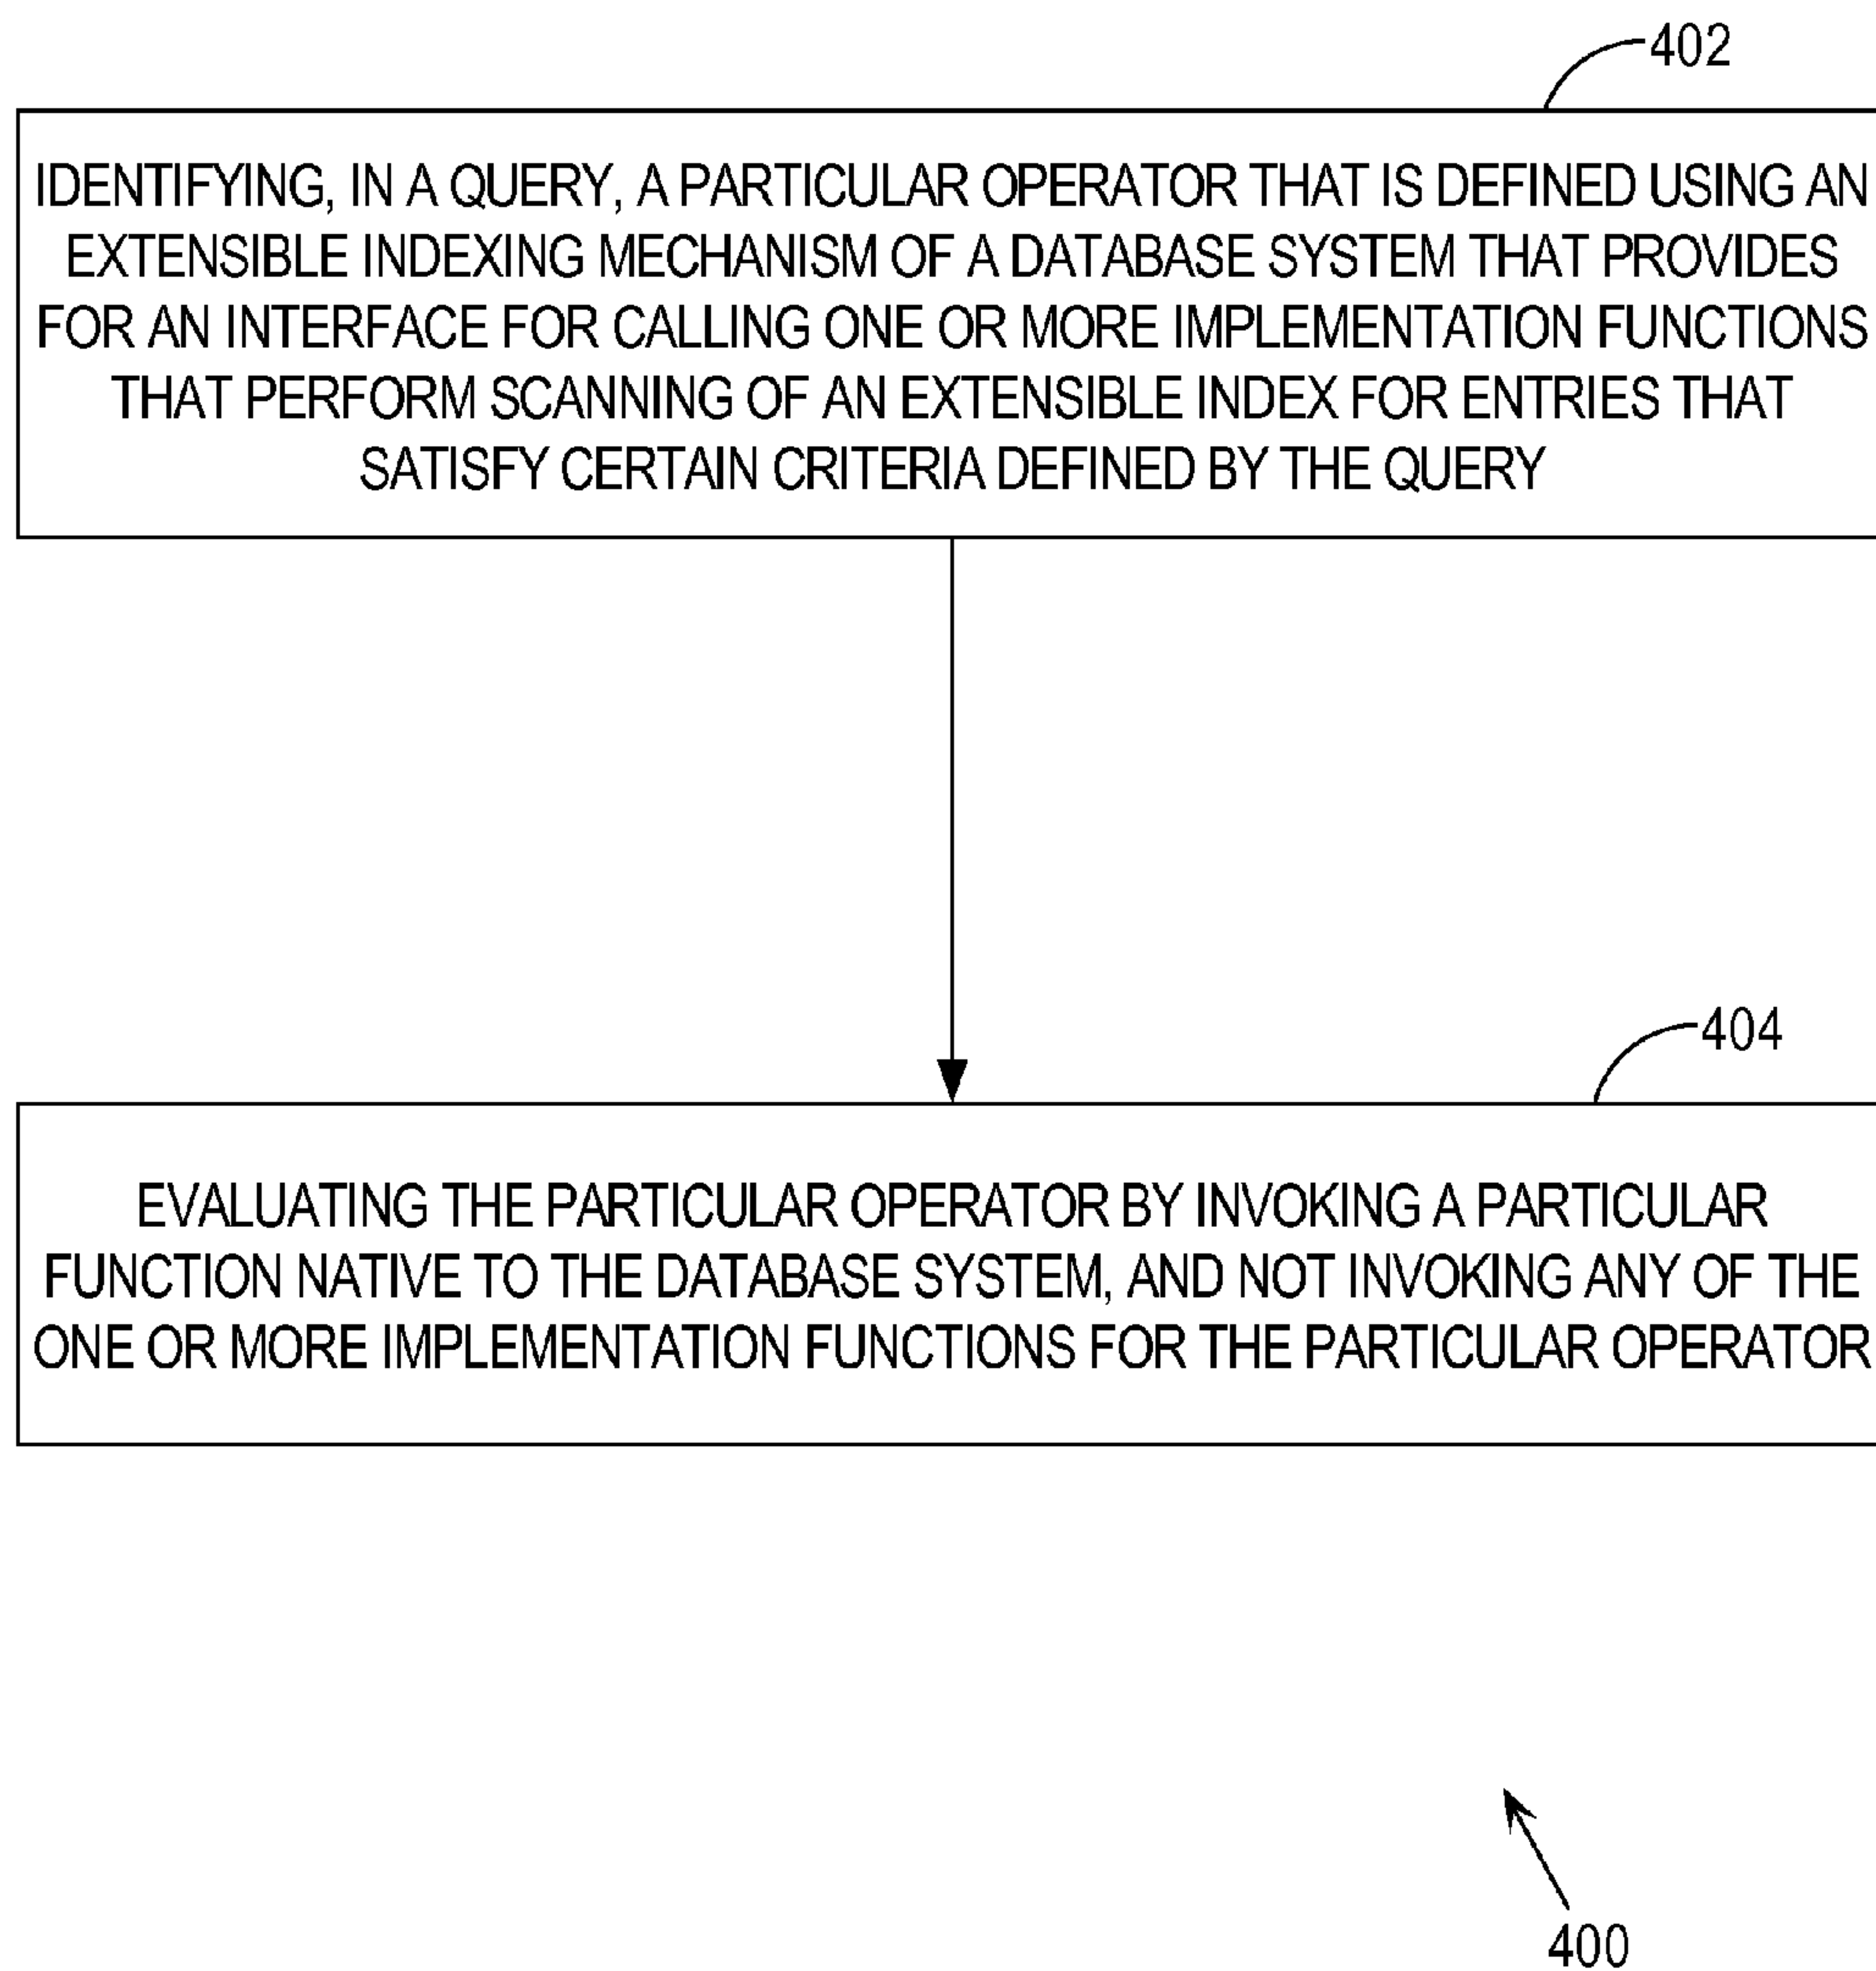 402
IDENTIFYING, IN A QUERY, A PARTICULAR OPERATOR THAT IS DEFINED USING AN
EXTENSIBLE INDEXING MECHANISM OF A DATABASE SYSTEM THAT PROVIDES
FOR AN INTERFACE FOR CALLING ONE OR MORE IMPLEMENTATION FUNCTIONS
THAT PERFORM SCANNING OF AN EXTENSIBLE INDEX FOR ENTRIES THAT
SATISFY CERTAIN CRITERIA DEFINED BY THE QUERY
404
EVALUATING THE PARTICULAR OPERATOR BY INVOKING A PARTICULAR
FUNCTION NATIVE TO THE DATABASE SYSTEM, AND NOT INVOKING ANY OF THE
ONE OR MORE IMPLEMENTATION FUNCTIONS FOR THE PARTICULAR OPERATOR
400